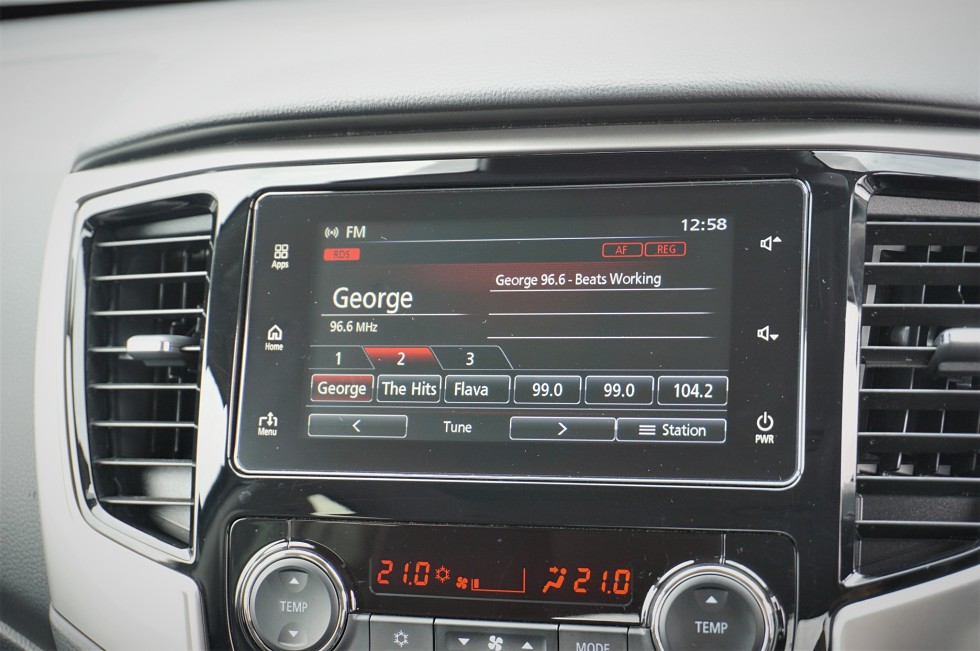 FM 12:58
RDS AF REG
Apps
George 96.6 - Beats Working
George
96.6 MHz
Home
1 2 3
George The Hits Flava 99.0 99.0 104.2
Menu < Tune > Station PWR
21.0 21.0
TEMP TEMP
MODE